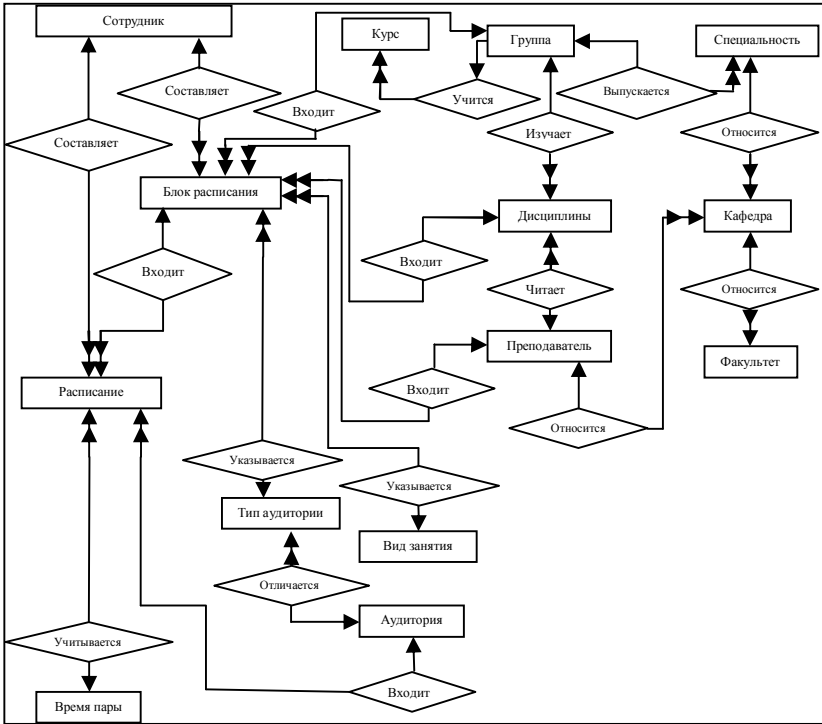 Сотрудник
Курс
Группа
Специальность
Составляет
Входит
Учится
Выпускается
Составляет
Изучает
Относится
Блок расписания
Дисциплины
Кафедра
Входит
Входит
Читает
Относится
Преподаватель
Факультет
Расписание
Входит
Относится
Указывается
Указывается
Тип аудитории
Вид занятия
Отличается
Аудитория
Учитывается
Входит
Время пары